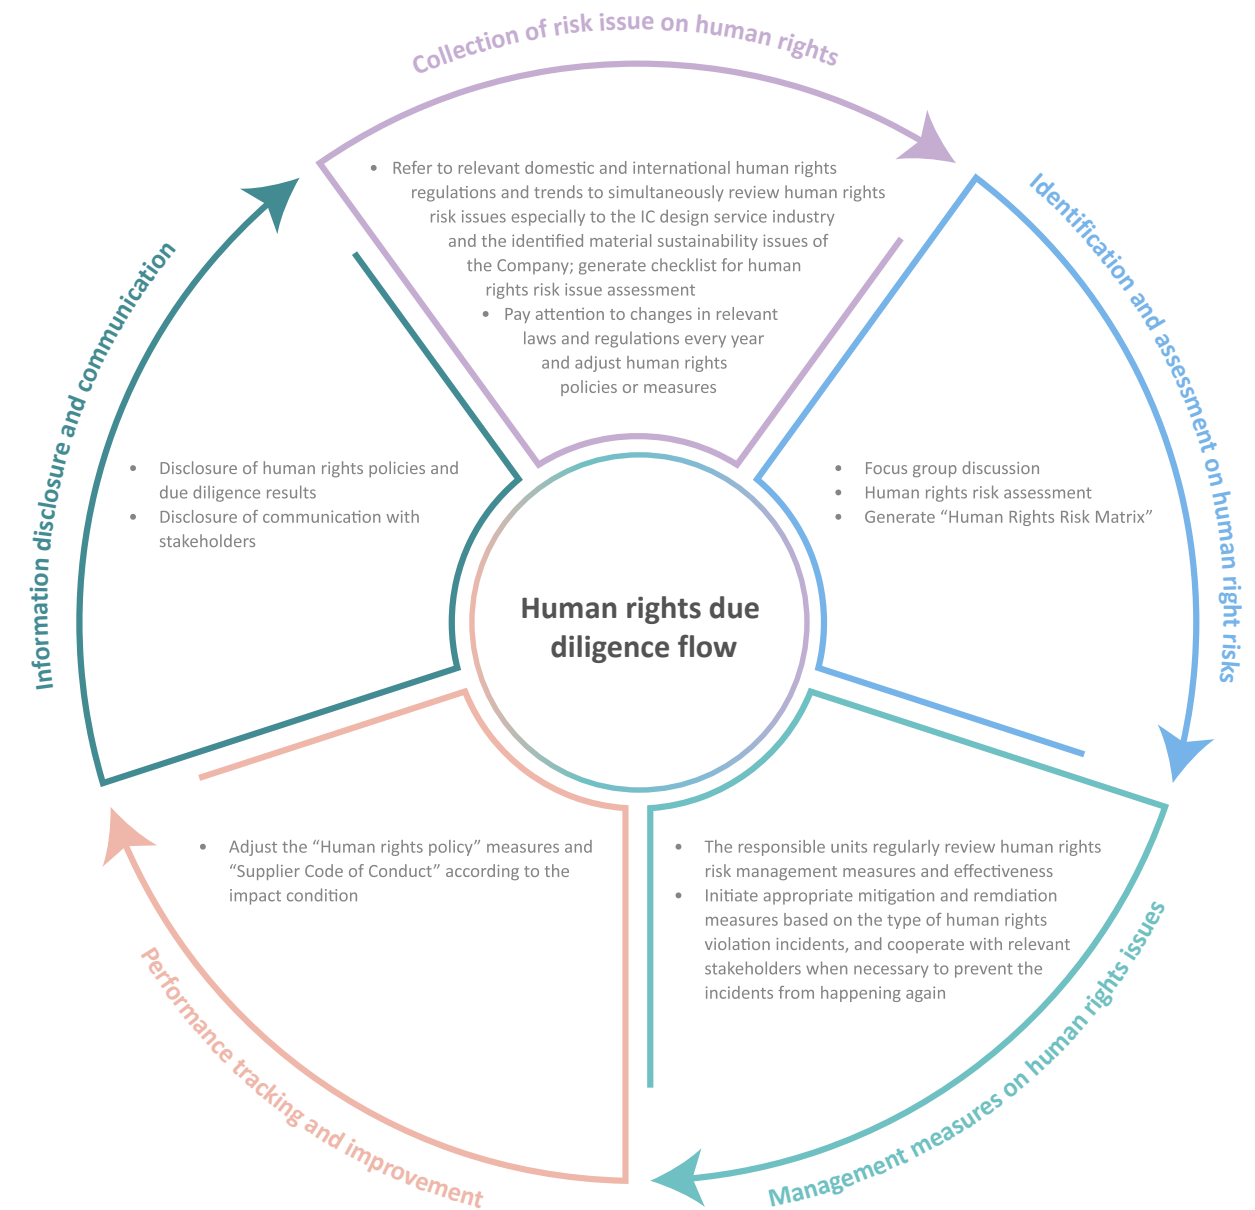 Collection of risk issue on human rights
• Refer to relevant domestic and international human rights
regulations and trends to simultaneously review human rights
risk issues especially to the IC design service industry
and the identified material sustainability issues of
the Company; generate checklist for human
rights risk issue assessment
• Pay attention to changes in relevant
laws and regulations every year
and adjust human rights
policies or measures
Identification and assessment on human right risks
• Focus group discussion
• Human rights risk assessment
• Generate “Human Rights Risk Matrix”
Management measures on human rights issues
• The responsible units regularly review human rights
risk management measures and effectiveness
• Initiate appropriate mitigation and remdiation
measures based on the type of human rights
violation incidents, and cooperate with relevant
stakeholders when necessary to prevent the
incidents from happening again
Performance tracking and improvement
• Adjust the “Human rights policy” measures and
“Supplier Code of Conduct” according to the
impact condition
Information disclosure and communication
• Disclosure of human rights policies and
due diligence results
• Disclosure of communication with
stakeholders
Human rights due
diligence flow